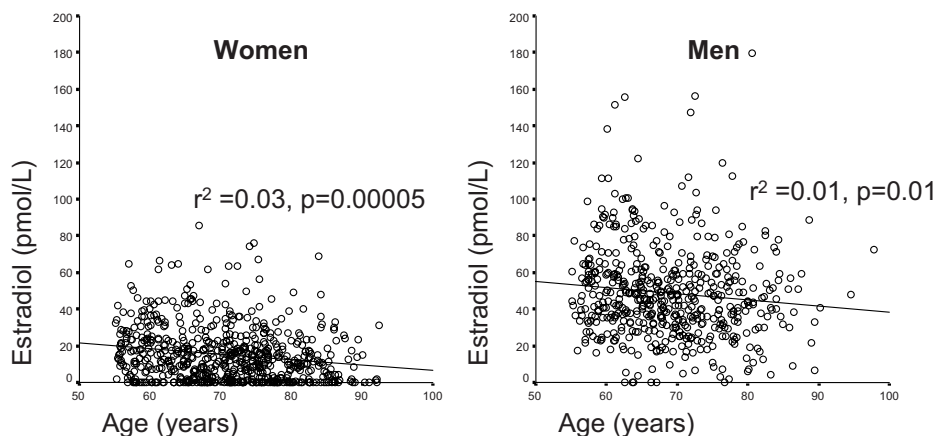 Women
200
180
160
140
120
100
80
60
40
20
0
50 60 70 80 90 100
Estradiol (pmol/L)
Age (years)
r² =0.03, p=0.00005
Men
200
180
160
140
120
100
80
60
40
20
0
50 60 70 80 90 100
Estradiol (pmol/L)
Age (years)
r² =0.01, p=0.01